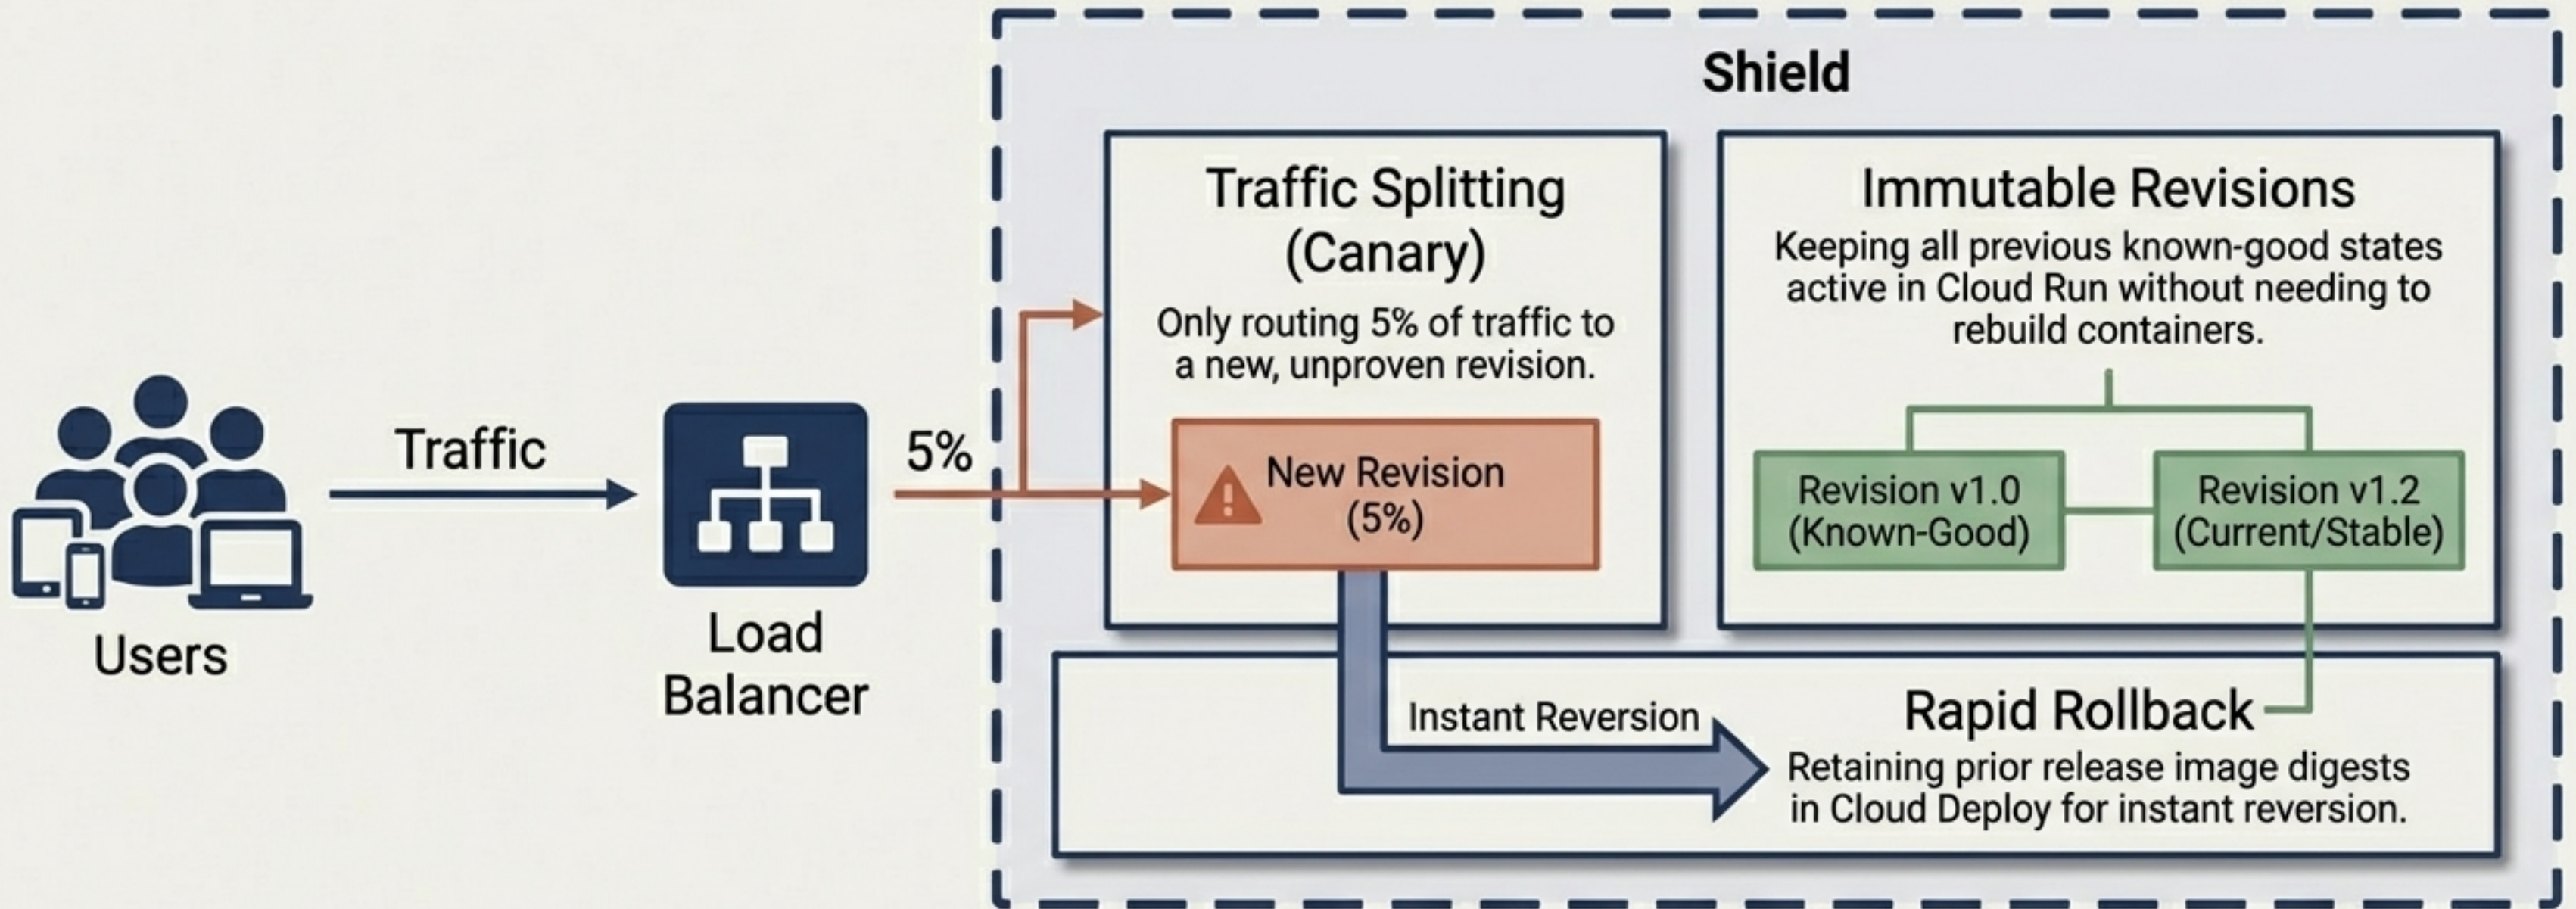 Shield
Traffic Splitting
(Canary)
Only routing 5% of traffic to
a new, unproven revision.
Immutable Revisions
Keeping all previous known-good states
active in Cloud Run without needing to
rebuild containers.
Traffic
5%
New Revision
(5%)
Revision v1.0
(Known-Good)
Revision v1.2
(Current/Stable)
Users
Load
Balancer
Instant Reversion
Rapid Rollback
Retaining prior release image digests
in Cloud Deploy for instant reversion.